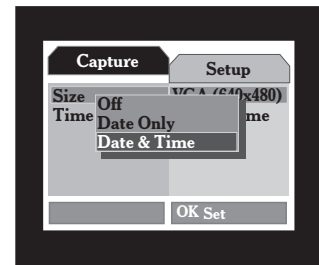 Capture Setup
Size VGA (640x480)
Time me
Off
Date Only
Date & Time
OK Set